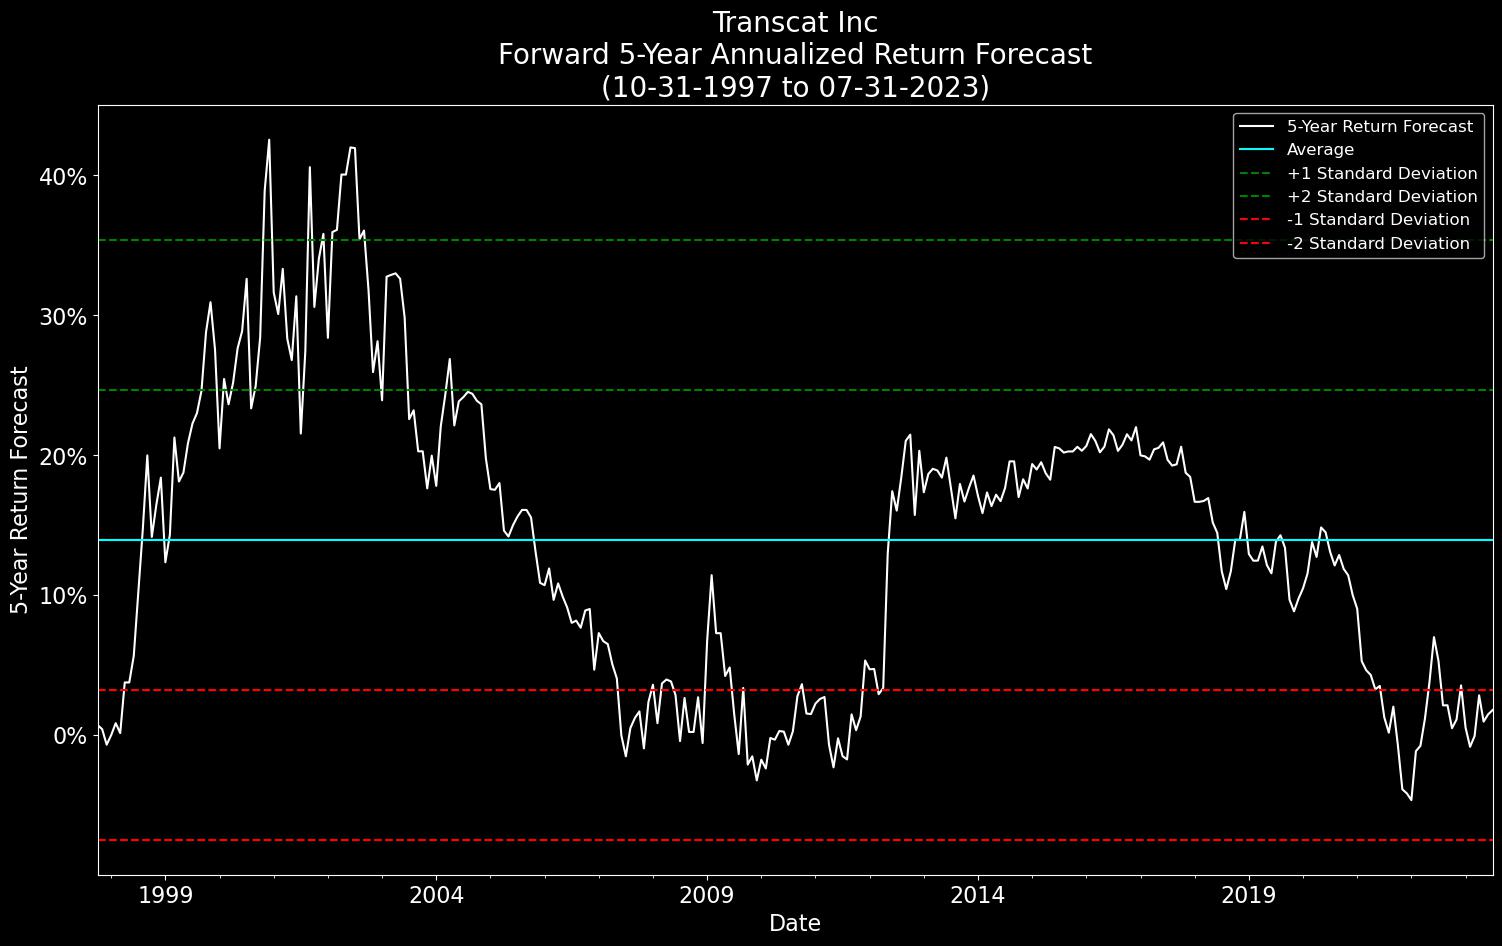 Transcat Inc
Forward 5-Year Annualized Return Forecast
(10-31-1997 to 07-31-2023)
5-Year Return Forecast
Average
+1 Standard Deviation
+2 Standard Deviation
-1 Standard Deviation
-2 Standard Deviation
40%
30%
20%
10%
0%
5-Year Return Forecast
1999
2004
2009
2014
2019
Date